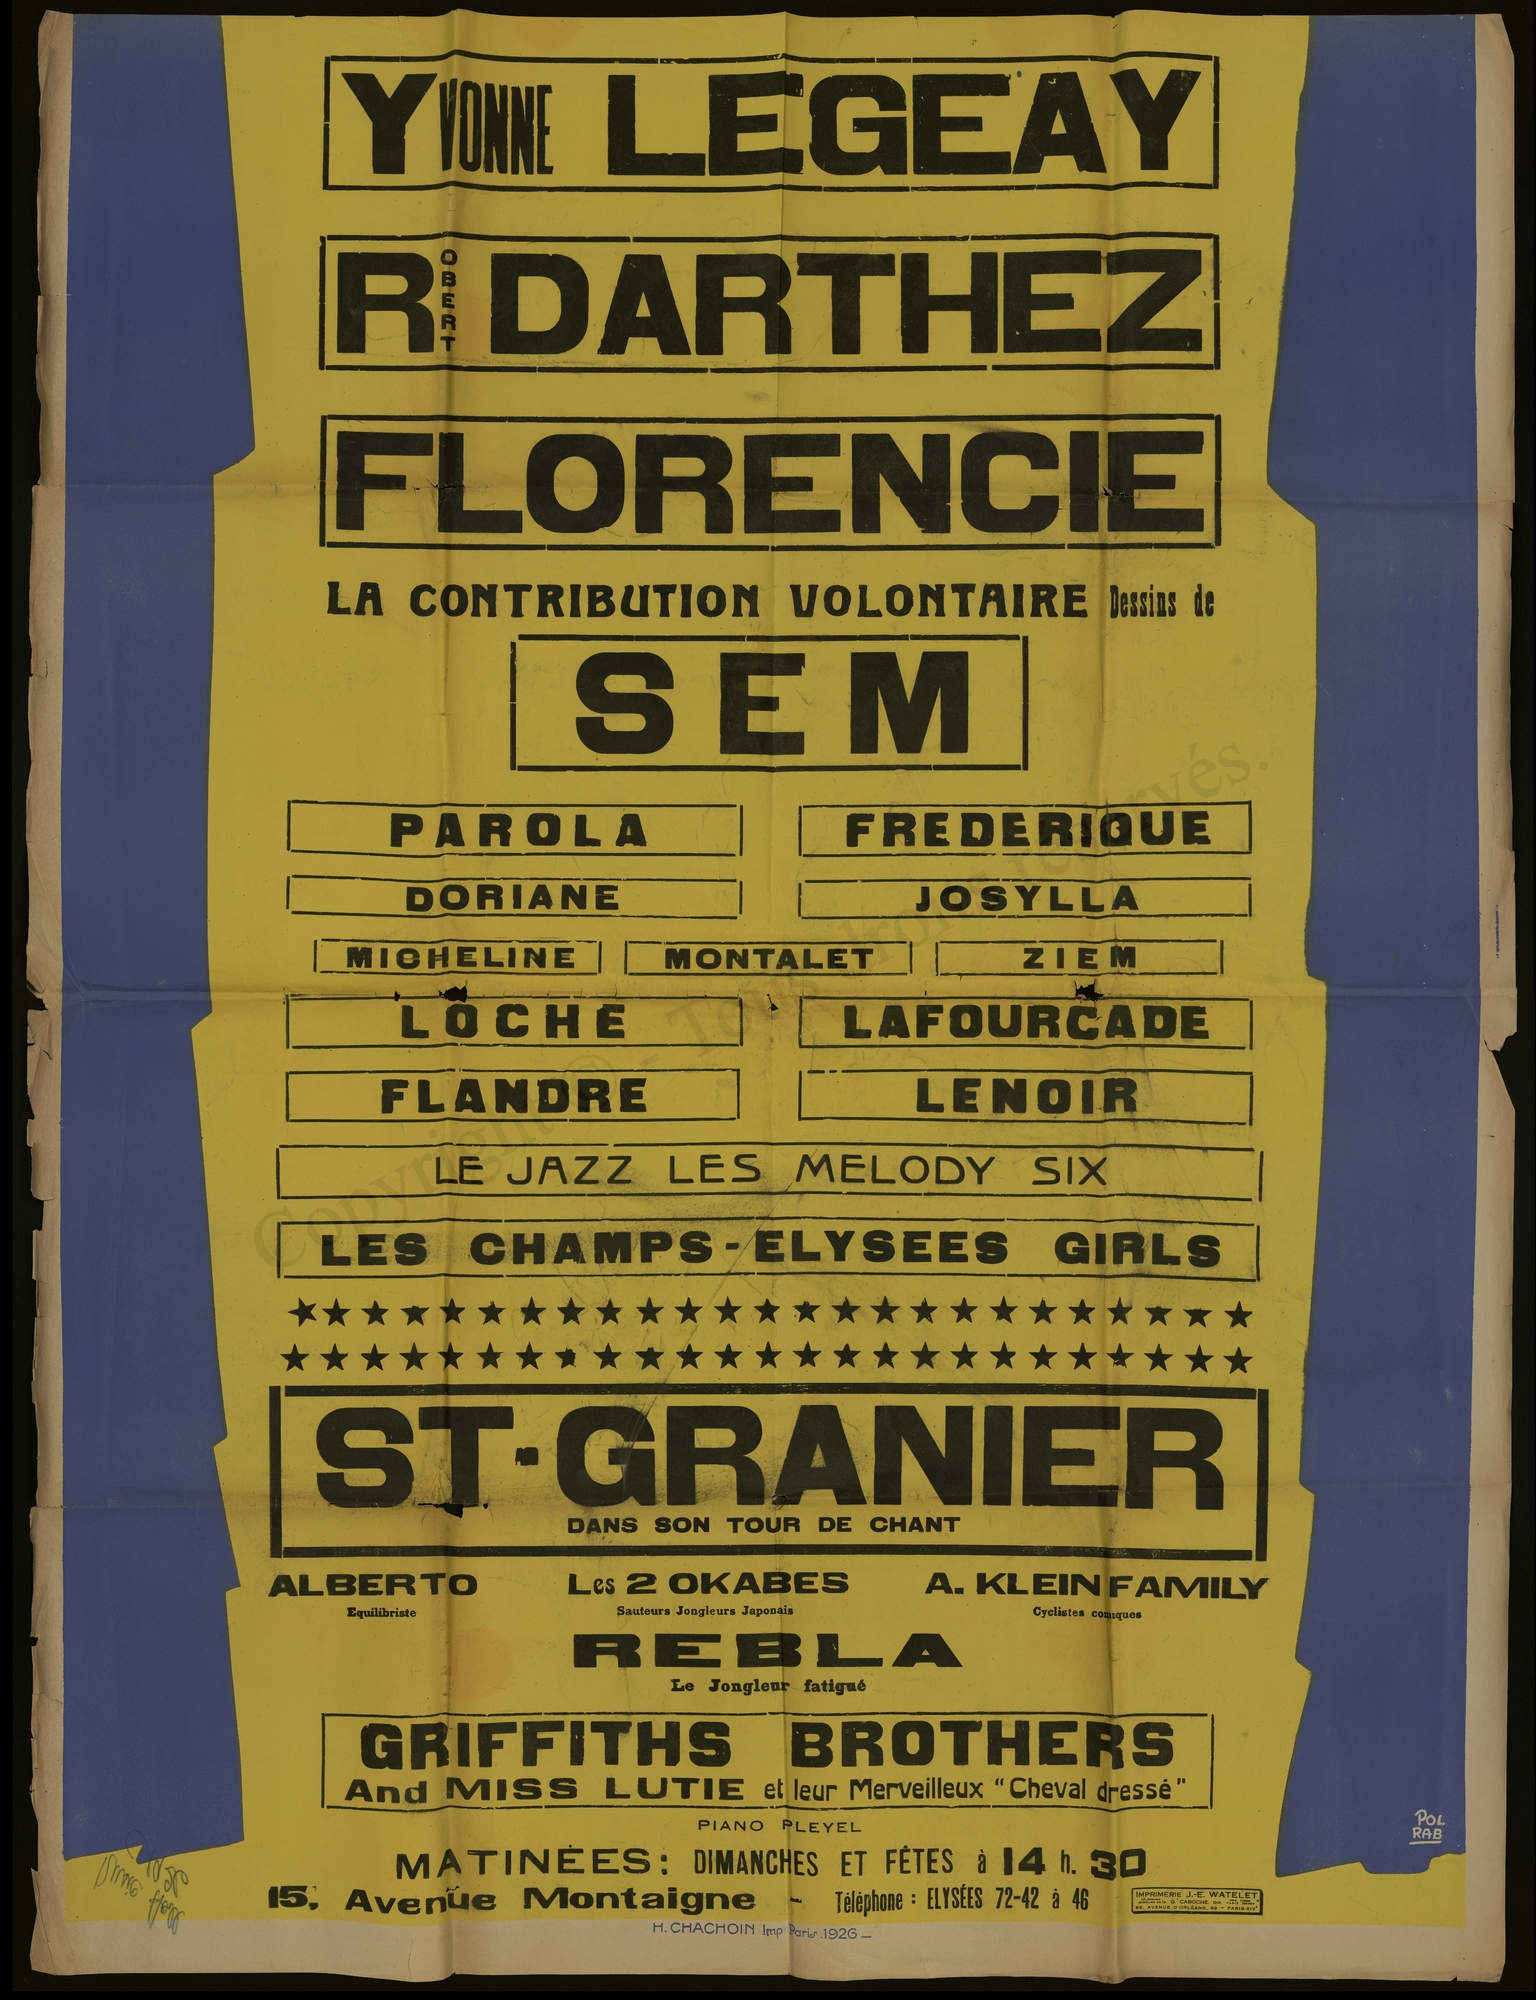 YVONNE LEGEAY
ROBERT DARTHEZ
FLORENCIE
LA CONTRIBUTION VOLONTAIRE Dessins de
SEM
PAROLA FREDERIQUE
DORIANE JOSYLLA
MICHELINE MONTALET ZIEM
LOCHE LAFOURCADE
FLANDRE LENOIR
LE JAZZ LES MELODY SIX
LES CHAMPS-ELYSEES GIRLS
ST-GRANIER
DANS SON TOUR DE CHANT
ALBERTO Les 2 OKABES A. KLEIN FAMILY
Equilibriste Sauteurs Jongleurs Japonais Cyclistes comiques
REBLA
Le Jongleur fatigué
GRIFFITHS BROTHERS
And MISS LUTIE et leur Merveilleux "Cheval dressé"
PIANO PLEYEL
MATINÉES: DIMANCHES ET FÊTES à 14 h. 30
15, Avenue Montaigne - Téléphone : ELYSÉES 72-42 à 46
IMPRIMERIE J.-E. WATELET
H. CHACHOIN Imp Paris. 1926 —
POL
RAB
Copyright © - Tous droits réservés.